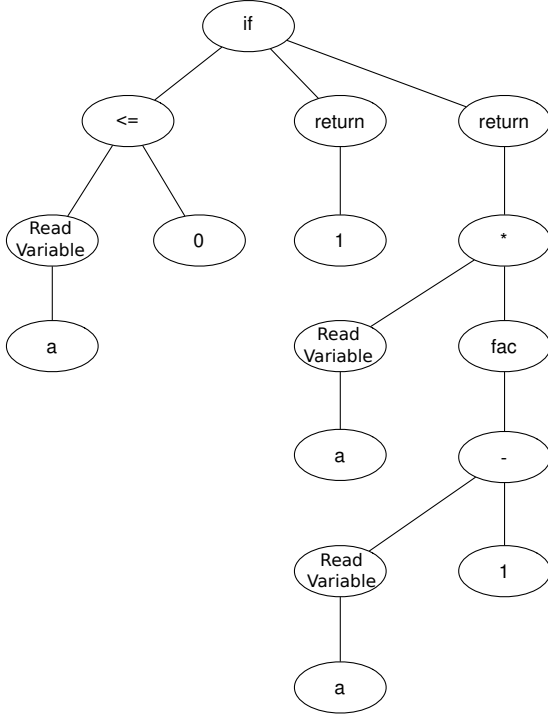 if
<=
return
return
Read
Variable
0
1
*
a
Read
Variable
fac
a
-
Read
Variable
1
a